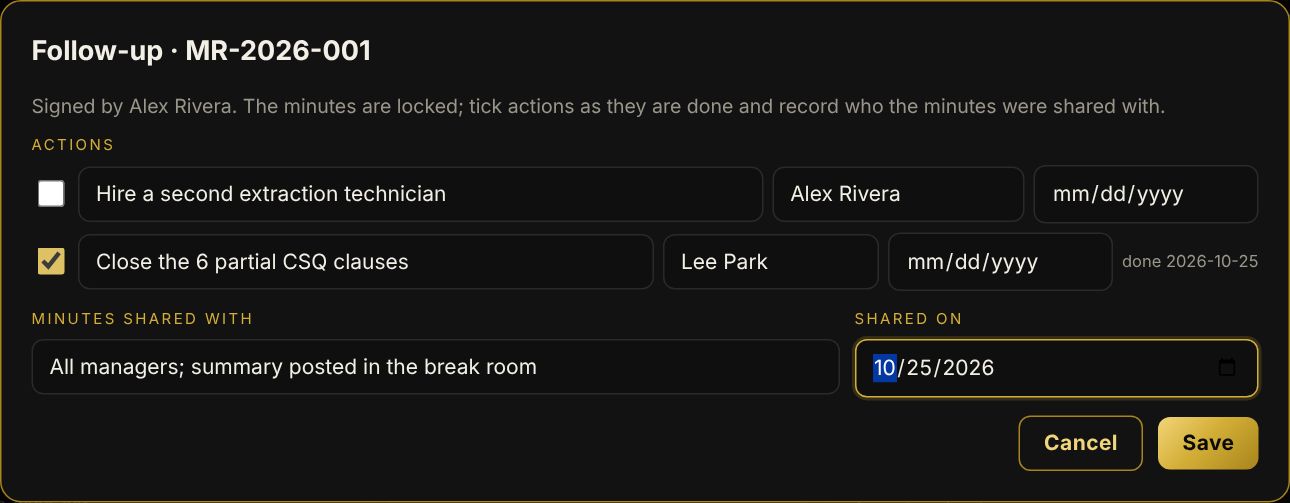 Follow-up · MR-2026-001
Signed by Alex Rivera. The minutes are locked; tick actions as they are done and record who the minutes were shared with.
ACTIONS
Hire a second extraction technician Alex Rivera mm/dd/yyyy
Close the 6 partial CSQ clauses Lee Park mm/dd/yyyy done 2026-10-25
MINUTES SHARED WITH SHARED ON
All managers; summary posted in the break room 10/25/2026
Cancel Save